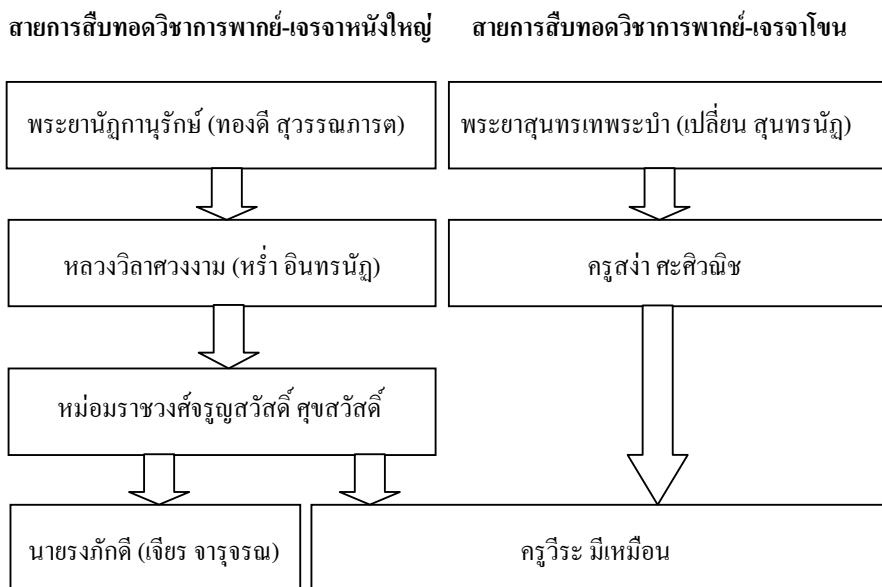 สายการสืบทอดวิชาการพากย์-เจรจาหนังใหญ่
สายการสืบทอดวิชาการพากย์-เจรจาโขน
พระยานัฏกานุรักษ์ (ทองดี สุวรรณภารต)
พระยาสุนทรเทพระบำ (เปลี่ยน สุนทรนัฏ)
หลวงวิลาศวงงาม (หร่ำ อินทรนัฏ)
ครูสง่า ศะศิวณิช
หม่อมราชวงศ์จรูญสวัสดิ์ ศุขสวัสดิ์
นายรงภักดี (เจียร จารุจรณ)
ครูวีระ มีเหมือน